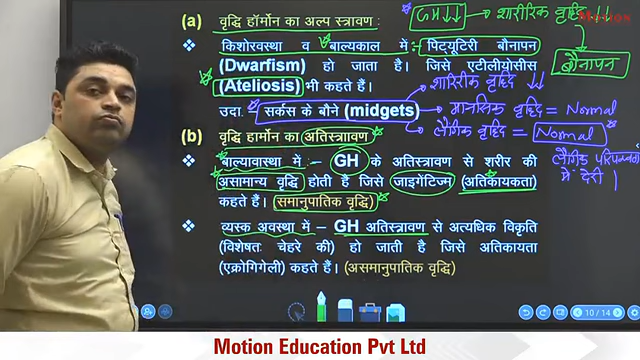 (a) वृद्धि हॉर्मोन का अल्प स्त्रावण :
GH↓↓ → शारीरिक वृद्धि ↓↓
Motion
बौनापन
❖ किशोरवस्था व बाल्यकाल में :- पिट्यूटिरी बौनापन
(Dwarfism) हो जाता है। जिसे एटीलीयोसीस
(Ateliosis) भी कहते हैं।
→ शारिरिक वृद्धि ↓↓
उदा. सर्कस के बौने (midgets)
→ मानसिक वृद्धि = Normal
→ लैंगिक वृद्धि = Normal
लैंगिक परिपक्वता
में देरी।
(b) वृद्धि हार्मोन का अतिस्त्राावण
❖ बाल्यावास्था में :- GH के अतिस्त्रावण से शरीर की
असामान्य वृद्धि होती है जिसे जाइगेंटिज्म (अतिकायकता)
कहते हैं। (समानुपातिक वृद्धि)
❖ व्यस्क अवस्था में – GH अतिस्त्रावण से अत्यधिक विकृति
(विशेषतः चेहरे की) हो जाती है जिसे अतिकायता
(एक्रोगिगेली) कहते हैं। (असमानुपातिक वृद्धि)
10 / 14
Motion Education Pvt Ltd